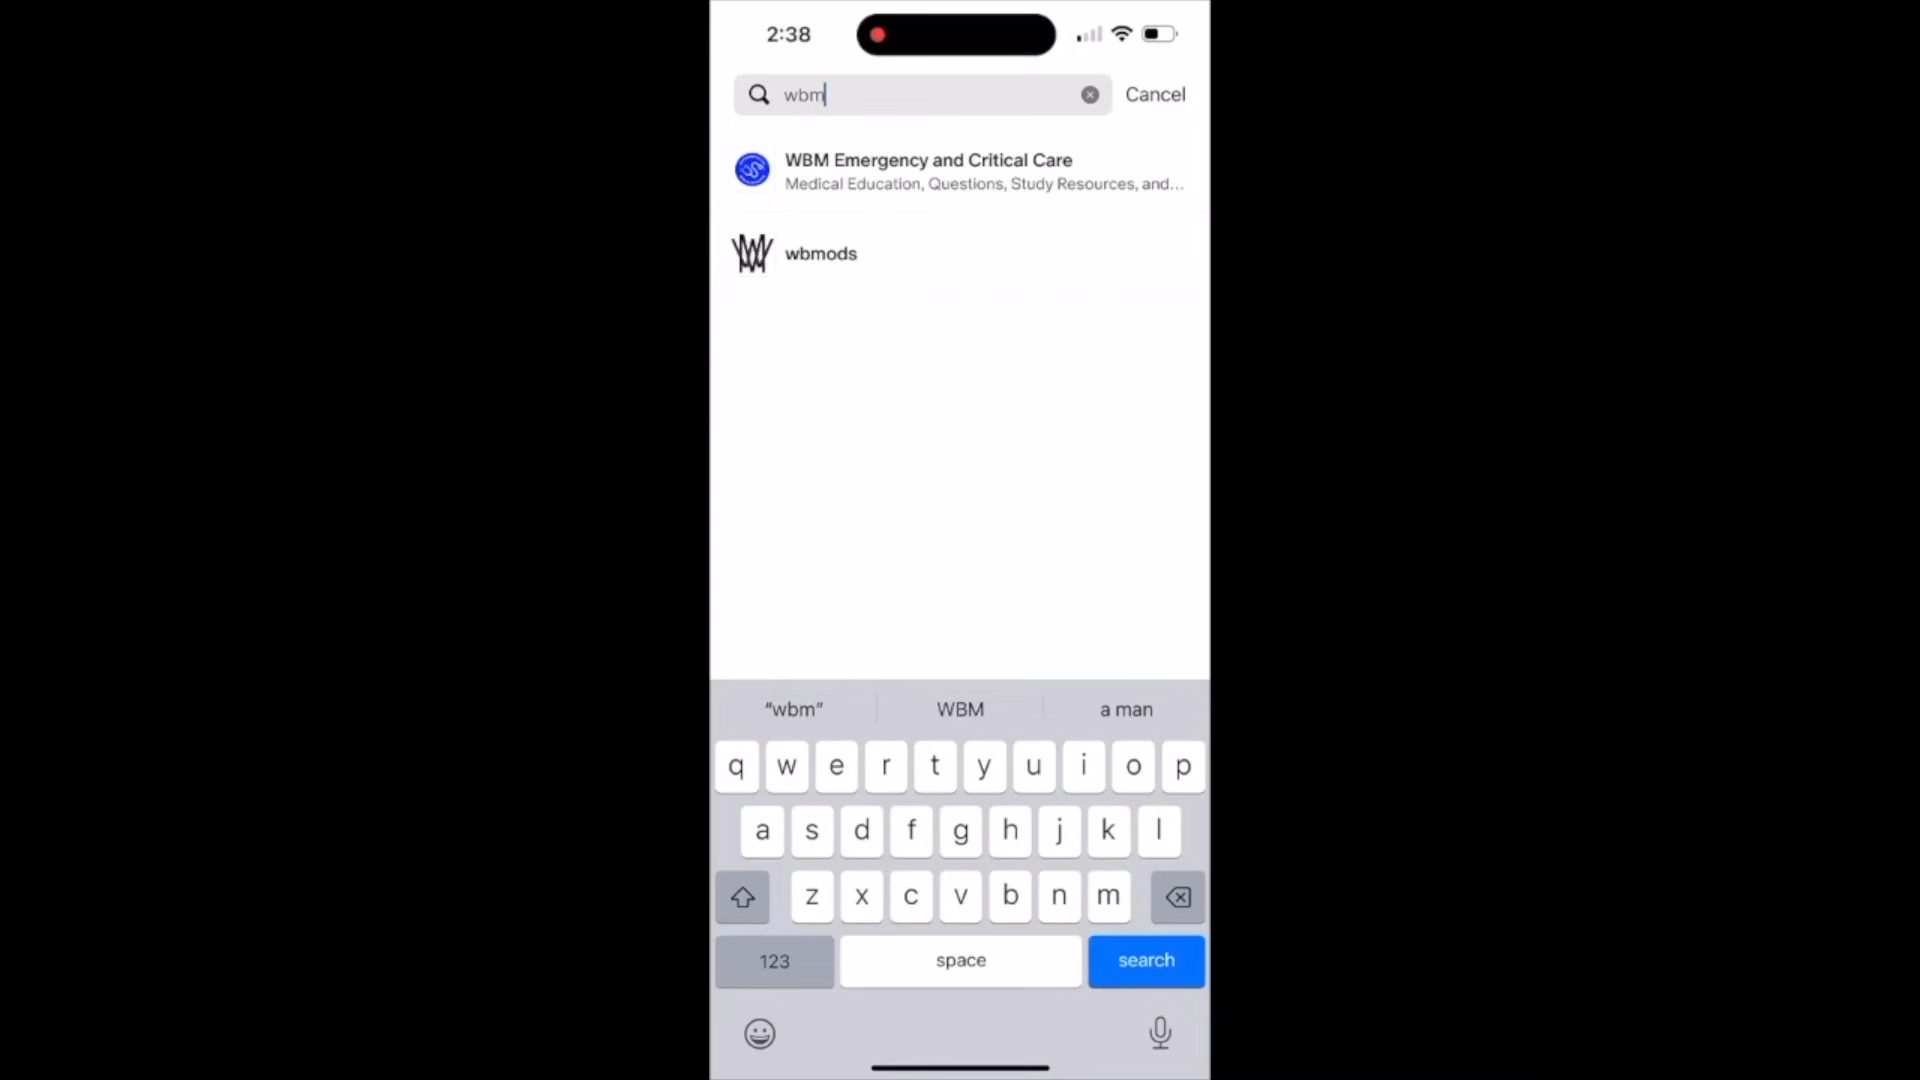 2:38
wbm
Cancel
WBM Emergency and Critical Care
Medical Education, Questions, Study Resources, and...
wbmods
“wbm” WBM a man
q w e r t y u i o p
a s d f g h j k l
z x c v b n m
123 space search